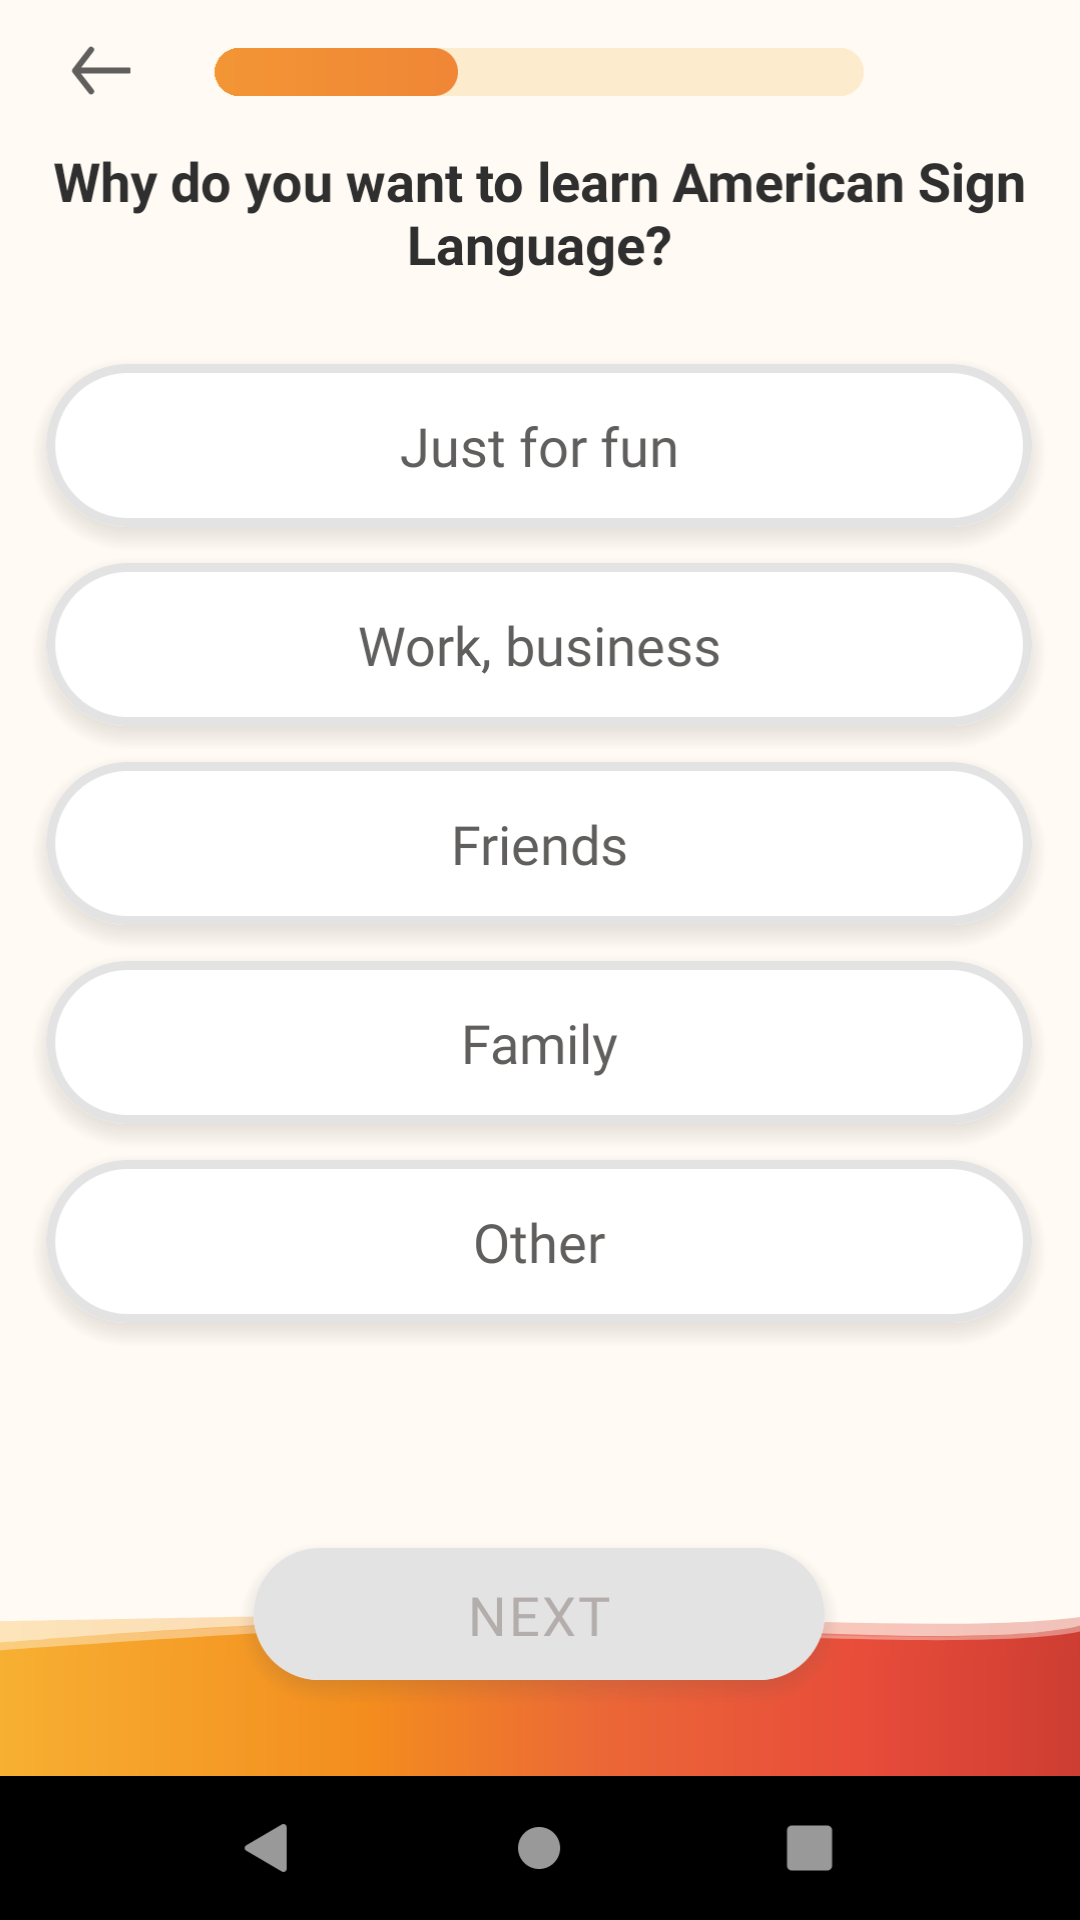 Why do you want to learn American Sign
Language?
Just for fun
Work, business
Friends
Family
Other
NEXT